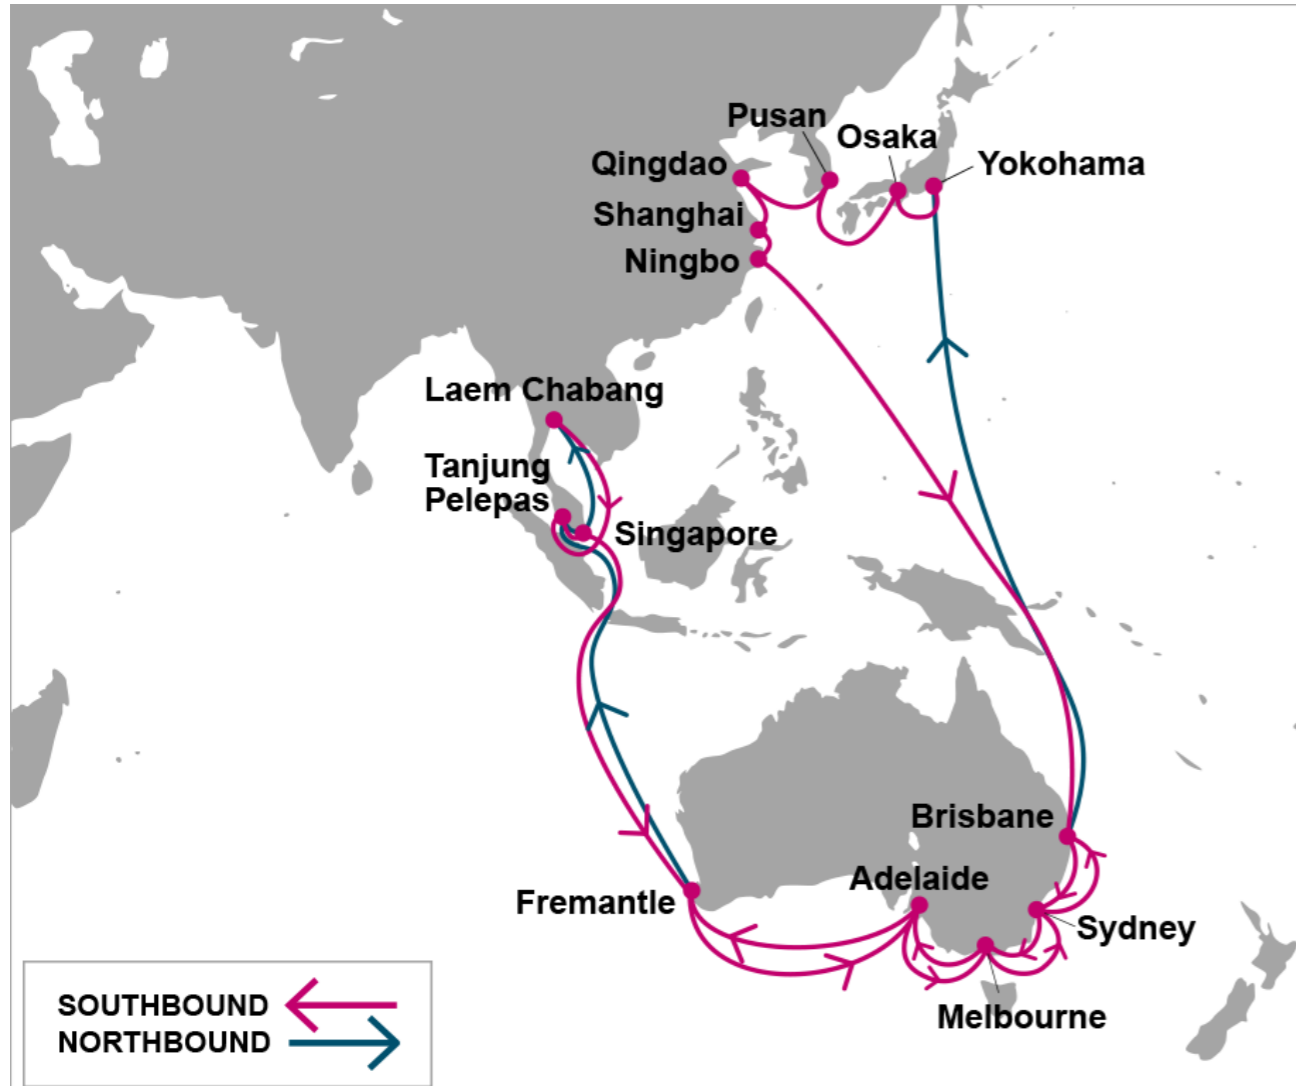 Pusan
Osaka
Qingdao
Yokohama
Shanghai
Ningbo
Laem Chabang
Tanjung
Pelepas
Singapore
Brisbane
Adelaide
Fremantle
Sydney
Melbourne
SOUTHBOUND
NORTHBOUND